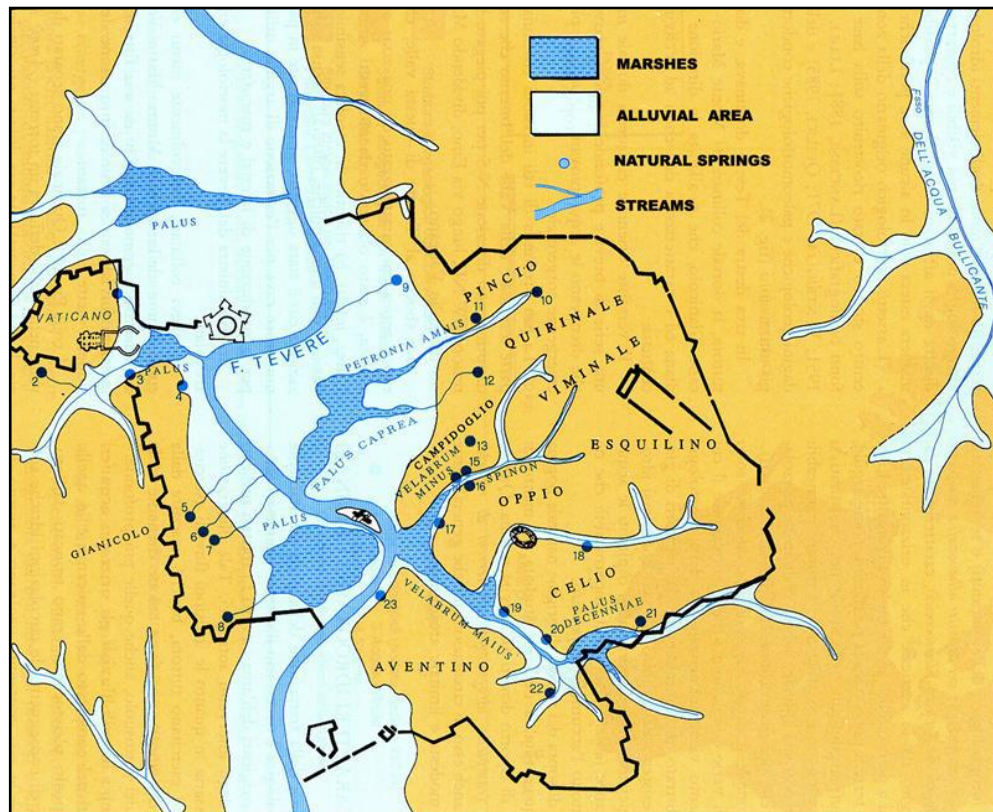 MARSHES
ALLUVIAL AREA
NATURAL SPRINGS
STREAMS
Fsso
DELL' ACQUA
BULLICANTE
PALUS
1
VATICANO
2
PALUS
3
4
F. TEVERE
9
PINCIO
11
10
QUIRINALE
PETRONIA AMNIS
12
VIMINALE
PALUS CAPREA
CAMPIDOGLIO
VELABRUM
MINUS
13
15
16
SPINON
ESQUILINO
OPPIO
17
GIANICOLO
5
6
7
PALUS
18
CELIO
PALUS
DECENNIAE
19
20
21
8
23
VELABRUM MAIUS
AVENTINO
22